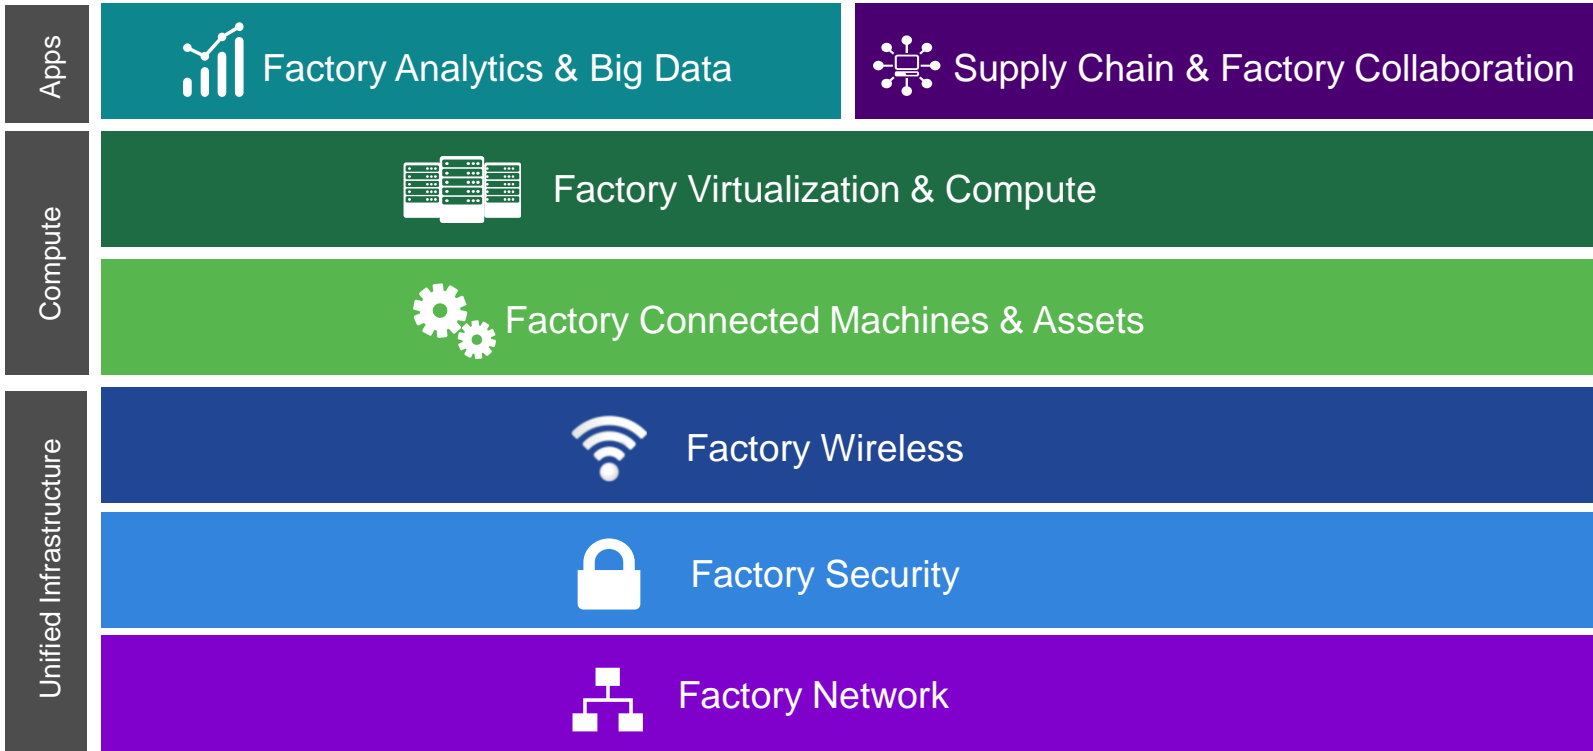 Apps
Factory Analytics & Big Data
Supply Chain & Factory Collaboration
Compute
Factory Virtualization & Compute
Factory Connected Machines & Assets
Unified Infrastructure
Factory Wireless
Factory Security
Factory Network